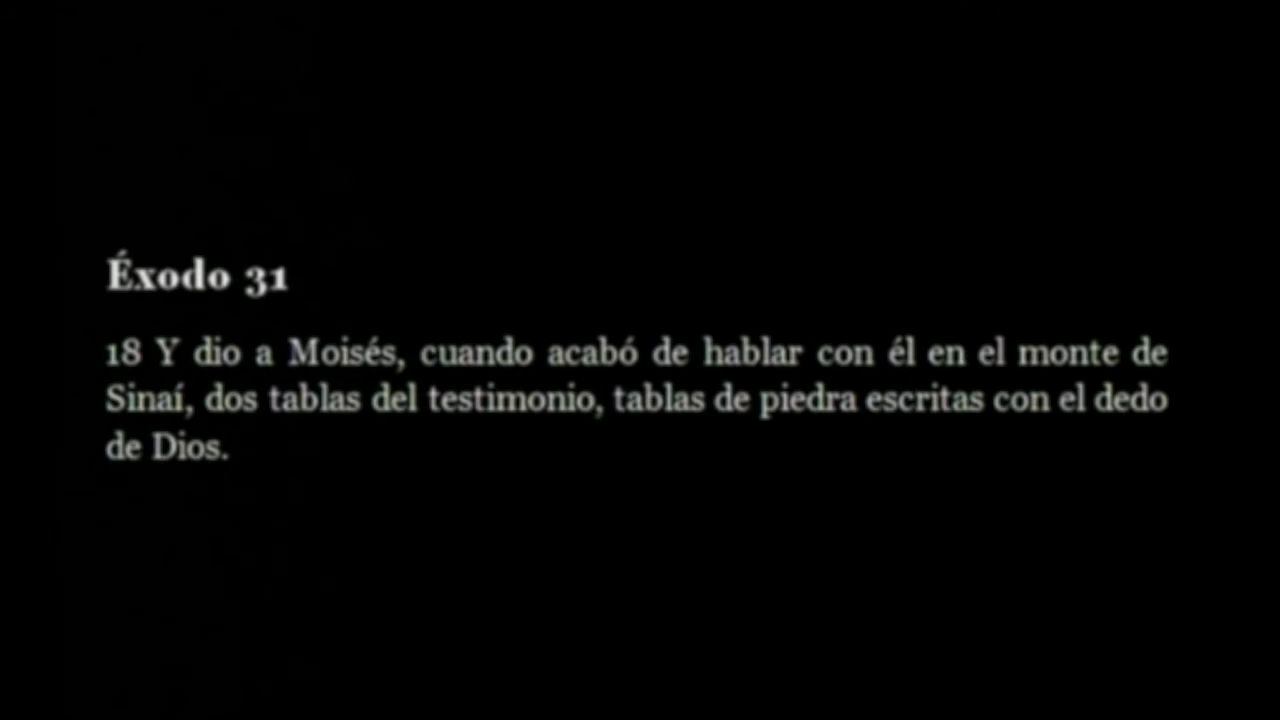 Éxodo 31
18 Y dio a Moisés, cuando acabó de hablar con él en el monte de
Sinaí, dos tablas del testimonio, tablas de piedra escritas con el dedo
de Dios.